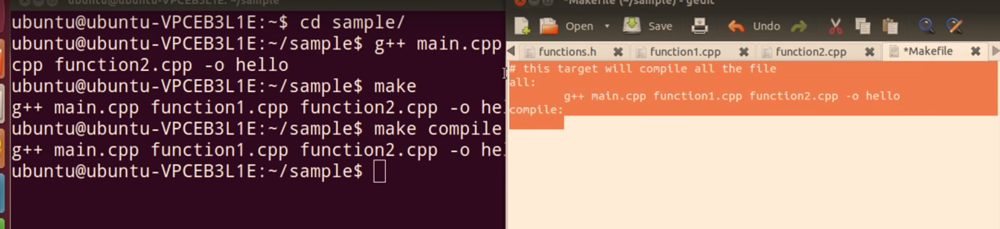 ubuntu@ubuntu-VPCEB3L1E: ~/sample
ubuntu@ubuntu-VPCEB3L1E:~$ cd sample/
ubuntu@ubuntu-VPCEB3L1E:~/sample$ g++ main.cpp
cpp function2.cpp -o hello
ubuntu@ubuntu-VPCEB3L1E:~/sample$ make
g++ main.cpp function1.cpp function2.cpp -o hel
ubuntu@ubuntu-VPCEB3L1E:~/sample$ make compile
g++ main.cpp function1.cpp function2.cpp -o hel
ubuntu@ubuntu-VPCEB3L1E:~/sample$
*Makefile (~/sample) - gedit
Open Save Undo
functions.h function1.cpp function2.cpp *Makefile
# this target will compile all the file
all:
g++ main.cpp function1.cpp function2.cpp -o hello
compile: